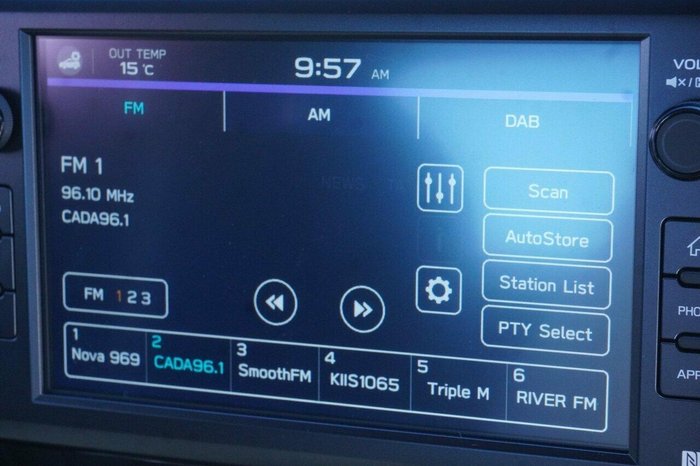 OUT TEMP
15 °C
9:57 AM
VOL
FM
AM
DAB
FM 1
96.10 MHz
CADA96.1
Scan
AutoStore
Station List
PTY Select
FM 1 2 3
1
Nova 969
2
CADA96.1
3
SmoothFM
4
KIIS1065
5
Triple M
6
RIVER FM
PHO
APP
N